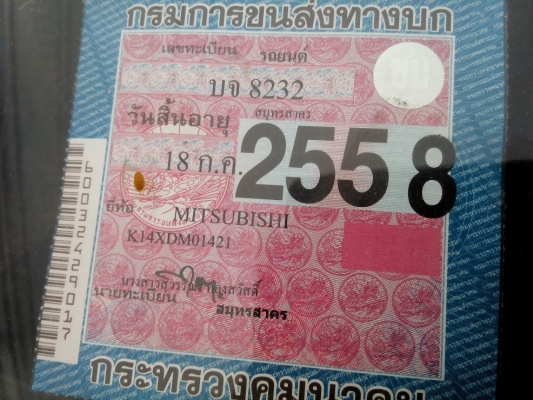 กรมการขนส่งทางบก
เลขทะเบียน รถยนต์
บจ 8232
สมุทรสาคร
วันสิ้นอายุ
18 ก.ค. 2558
ยี่ห้อ MITSUBISHI
K14XDM01421
นายทะเบียน
สมุทรสาคร
กระทรวงคมนาคม